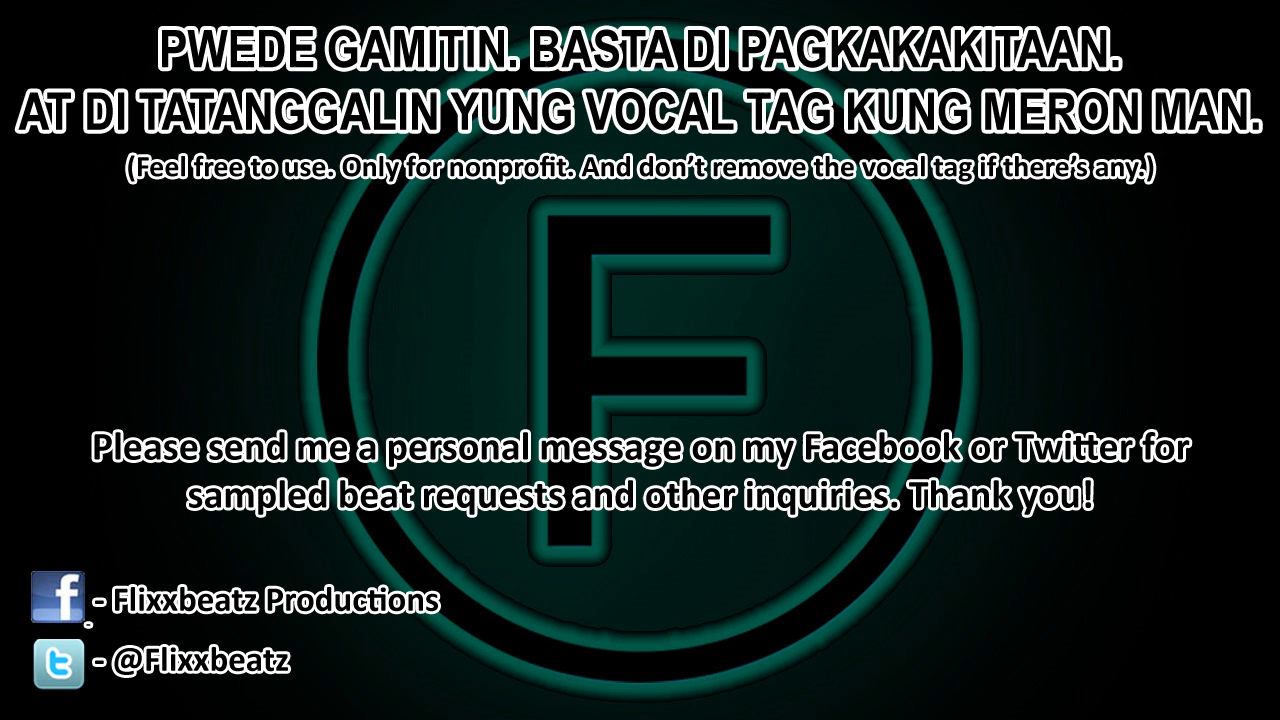 PWEDE GAMITIN. BASTA DI PAGKAKAKITAAN.
AT DI TATANGGALIN YUNG VOCAL TAG KUNG MERON MAN.
(Feel free to use. Only for nonprofit. And don’t remove the vocal tag if there’s any.)
F
Please send me a personal message on my Facebook or Twitter for
sampled beat requests and other inquiries. Thank you!
f - Flixxbeatz Productions
-
t - @Flixxbeatz